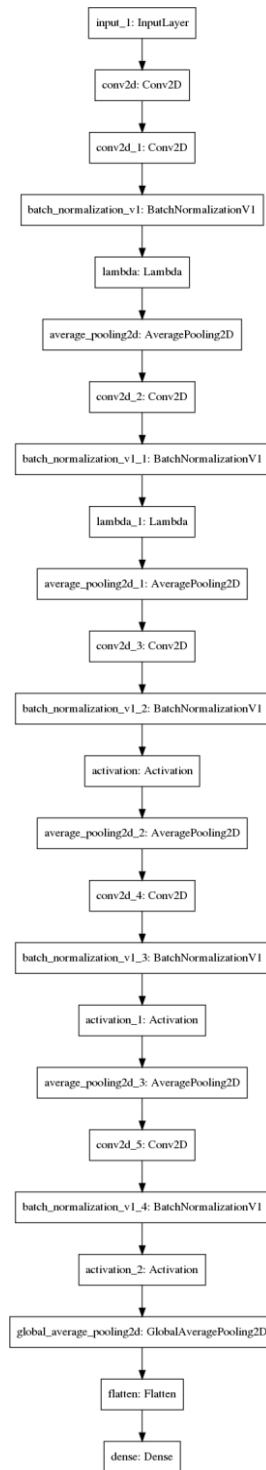 input_1: InputLayer
conv2d: Conv2D
conv2d_1: Conv2D
batch_normalization_v1: BatchNormalizationV1
lambda: Lambda
average_pooling2d: AveragePooling2D
conv2d_2: Conv2D
batch_normalization_v1_1: BatchNormalizationV1
lambda_1: Lambda
average_pooling2d_1: AveragePooling2D
conv2d_3: Conv2D
batch_normalization_v1_2: BatchNormalizationV1
activation: Activation
average_pooling2d_2: AveragePooling2D
conv2d_4: Conv2D
batch_normalization_v1_3: BatchNormalizationV1
activation_1: Activation
average_pooling2d_3: AveragePooling2D
conv2d_5: Conv2D
batch_normalization_v1_4: BatchNormalizationV1
activation_2: Activation
global_average_pooling2d: GlobalAveragePooling2D
flatten: Flatten
dense: Dense